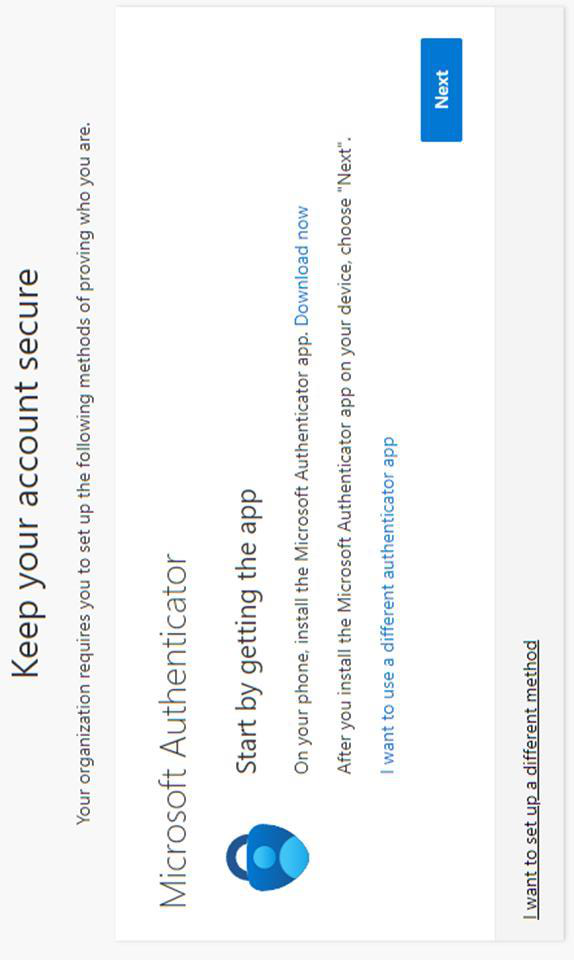 Keep your account secure
Your organization requires you to set up the following methods of proving who you are.
Microsoft Authenticator
Start by getting the app
On your phone, install the Microsoft Authenticator app. Download now
After you install the Microsoft Authenticator app on your device, choose "Next".
I want to use a different authenticator app
Next
I want to set up a different method